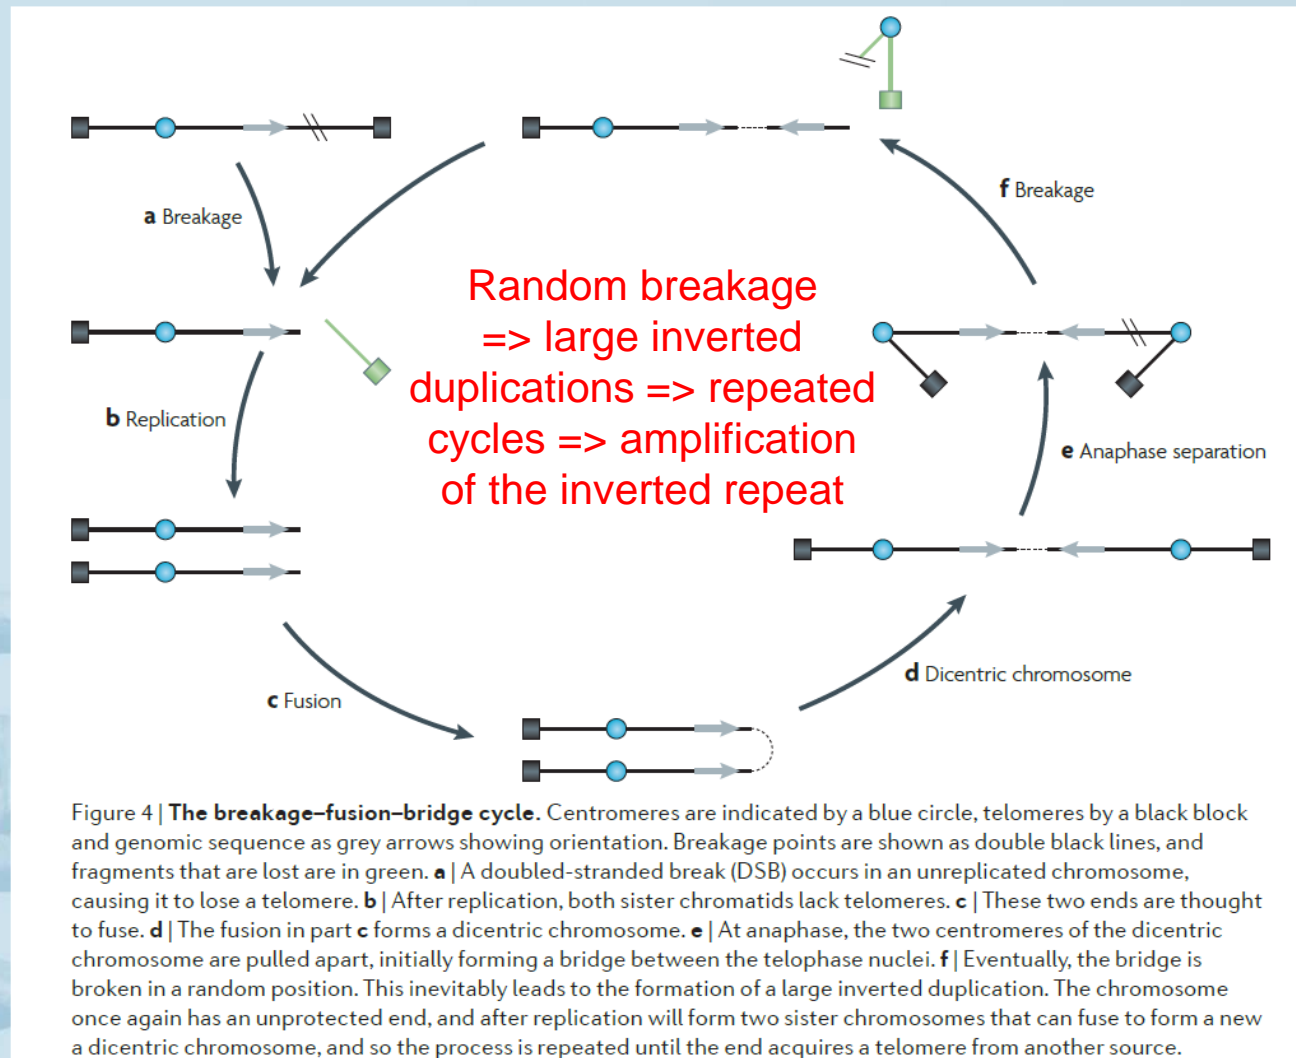 f Breakage
a Breakage
Random breakage
=> large inverted
duplications => repeated
cycles => amplification
of the inverted repeat
b Replication
e Anaphase separation
d Dicentric chromosome
c Fusion
Figure 4 | The breakage–fusion–bridge cycle. Centromeres are indicated by a blue circle, telomeres by a black block
and genomic sequence as grey arrows showing orientation. Breakage points are shown as double black lines, and
fragments that are lost are in green. a | A doubled-stranded break (DSB) occurs in an unreplicated chromosome,
causing it to lose a telomere. b | After replication, both sister chromatids lack telomeres. c | These two ends are thought
to fuse. d | The fusion in part c forms a dicentric chromosome. e | At anaphase, the two centromeres of the dicentric
chromosome are pulled apart, initially forming a bridge between the telophase nuclei. f | Eventually, the bridge is
broken in a random position. This inevitably leads to the formation of a large inverted duplication. The chromosome
once again has an unprotected end, and after replication will form two sister chromosomes that can fuse to form a new
a dicentric chromosome, and so the process is repeated until the end acquires a telomere from another source.